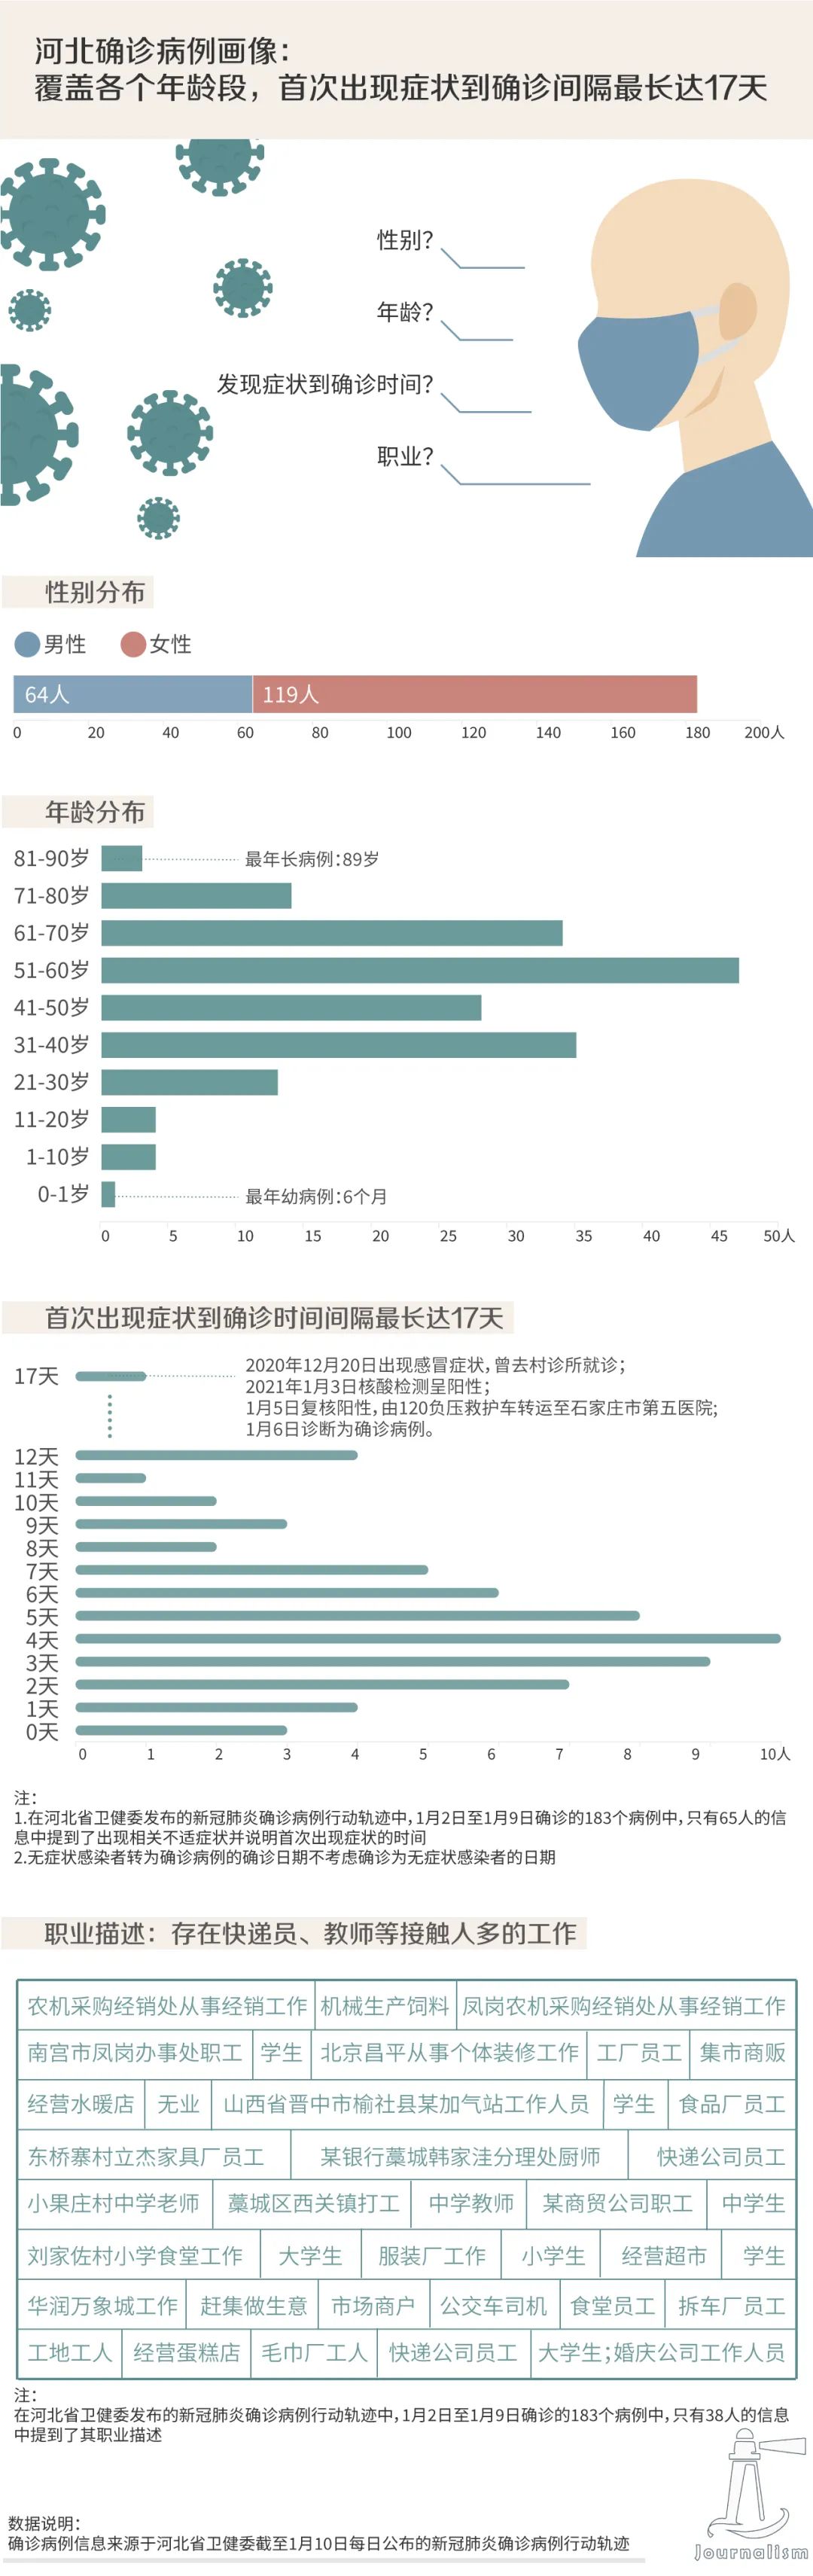 河北确诊病例画像：
覆盖各个年龄段，首次出现症状到确诊间隔最长达17天
性别？
年龄？
发现症状到确诊时间？
职业？
性别分布
男性 女性
64人 119人
0 20 40 60 80 100 120 140 160 180 200人
年龄分布
81-90岁 最年长病例：89岁
71-80岁
61-70岁
51-60岁
41-50岁
31-40岁
21-30岁
11-20岁
1-10岁
0-1岁 最年幼病例：6个月
0 5 10 15 20 25 30 35 40 45 50人
首次出现症状到确诊时间间隔最长达17天
17天 2020年12月20日出现感冒症状，曾去村诊所就诊；
2021年1月3日核酸检测呈阳性；
1月5日复核阳性，由120负压救护车转运至石家庄市第五医院；
1月6日诊断为确诊病例。
12天
11天
10天
9天
8天
7天
6天
5天
4天
3天
2天
1天
0天
0 1 2 3 4 5 6 7 8 9 10人
注：
1.在河北省卫健委发布的新冠肺炎确诊病例行动轨迹中，1月2日至1月9日确诊的183个病例中，只有65人的信
息中提到了出现相关不适症状并说明首次出现症状的时间
2.无症状感染者转为确诊病例的确诊日期不考虑确诊为无症状感染者的日期
职业描述：存在快递员、教师等接触人多的工作
农机采购经销处从事经销工作 机械生产饲料 凤岗农机采购经销处从事经销工作
南宫市凤岗办事处职工 学生 北京昌平从事个体装修工作 工厂员工 集市商贩
经营水暖店 无业 山西省晋中市榆社县某加气站工作人员 学生 食品厂员工
东桥寨村立杰家具厂员工 某银行藁城韩家洼分理处厨师 快递公司员工
小果庄村中学老师 藁城区西关镇打工 中学教师 某商贸公司职工 中学生
刘家佐村小学食堂工作 大学生 服装厂工作 小学生 经营超市 学生
华润万象城工作 赶集做生意 市场商户 公交车司机 食堂员工 拆车厂员工
工地工人 经营蛋糕店 毛巾厂工人 快递公司员工 大学生；婚庆公司工作人员
注：
在河北省卫健委发布的新冠肺炎确诊病例行动轨迹中，1月2日至1月9日确诊的183个病例中，只有38人的信息
中提到了其职业描述
数据说明：
确诊病例信息来源于河北省卫健委截至1月10日每日公布的新冠肺炎确诊病例行动轨迹
Journalism